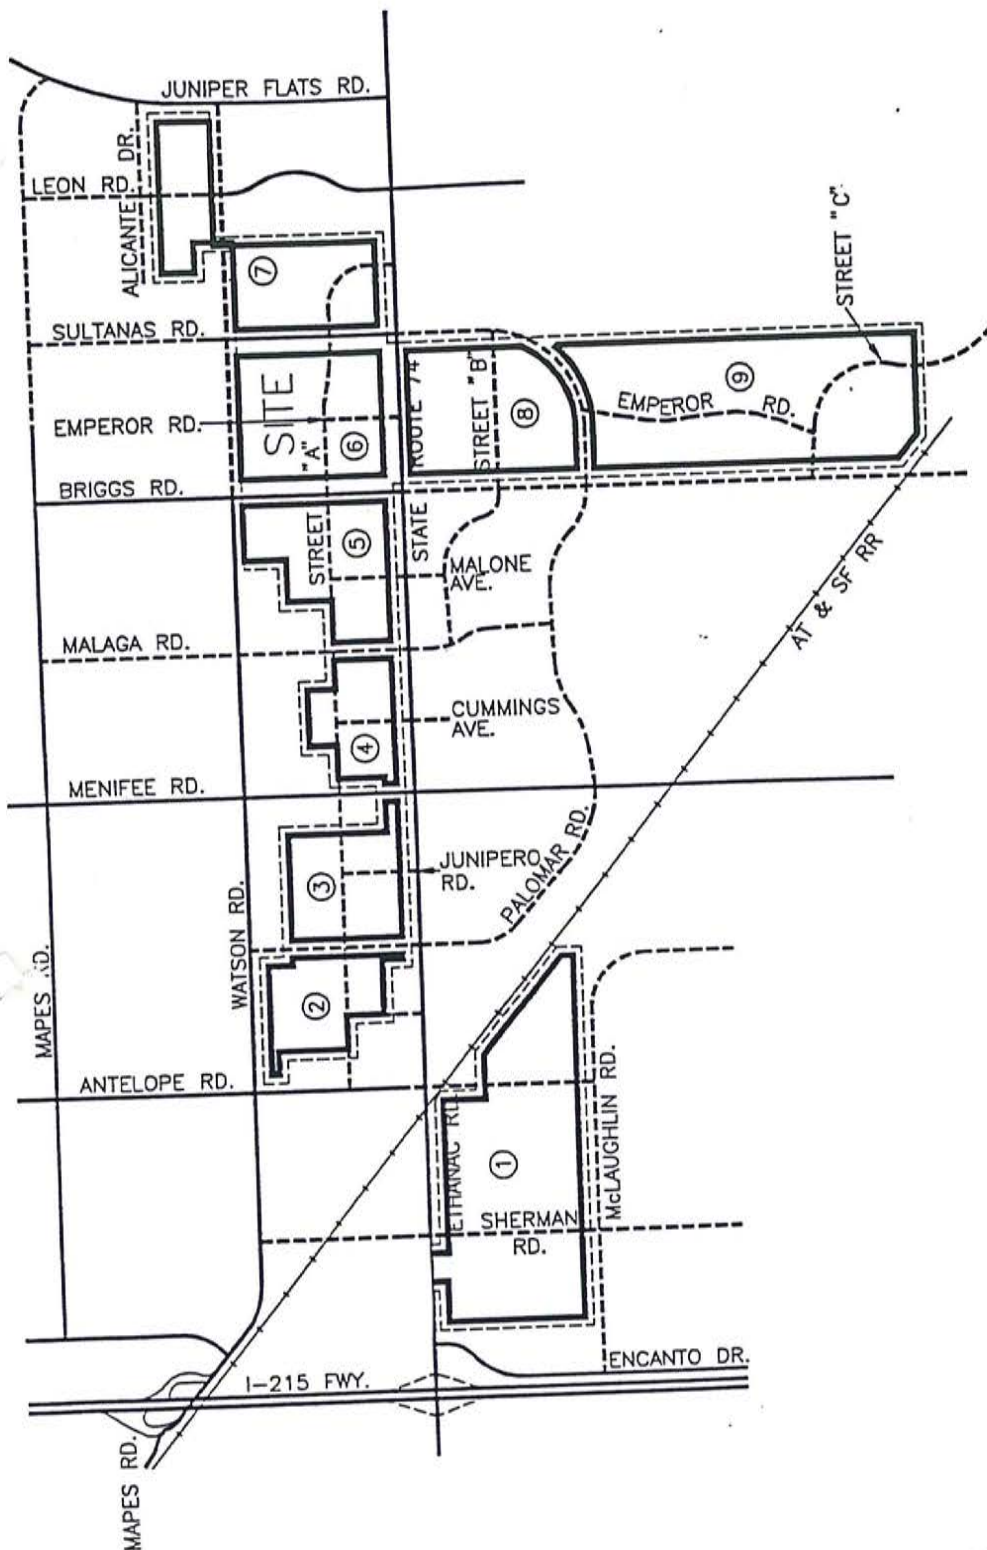 JUNIPER FLATS RD.
ALICANTE DR.
LEON RD.
7
SULTANAS RD.
STREET "C"
SITE
EMPEROR RD.
"A"
6
ROUTE 74
STREET "B"
8
EMPEROR RD.
9
BRIGGS RD.
STREET
5
STATE
MALONE
AVE.
AT & SF RR
MALAGA RD.
4
CUMMINGS
AVE.
MENIFEE RD.
3
JUNIPERO
RD.
PALOMAR RD.
WATSON RD.
MAPES RD.
2
ANTELOPE RD.
ETHANAC RD.
1
McLAUGHLIN RD.
SHERMAN
RD.
ENCANTO DR.
I-215 FWY.
MAPES RD.